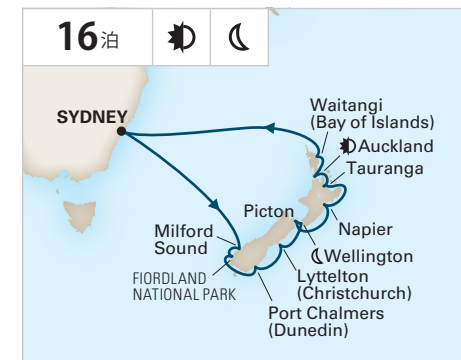 16泊
SYDNEY
Waitangi
(Bay of Islands)
Auckland
Tauranga
Picton
Napier
Milford
Sound
Wellington
FIORDLAND
NATIONAL PARK
Lyttelton
(Christchurch)
Port Chalmers
(Dunedin)